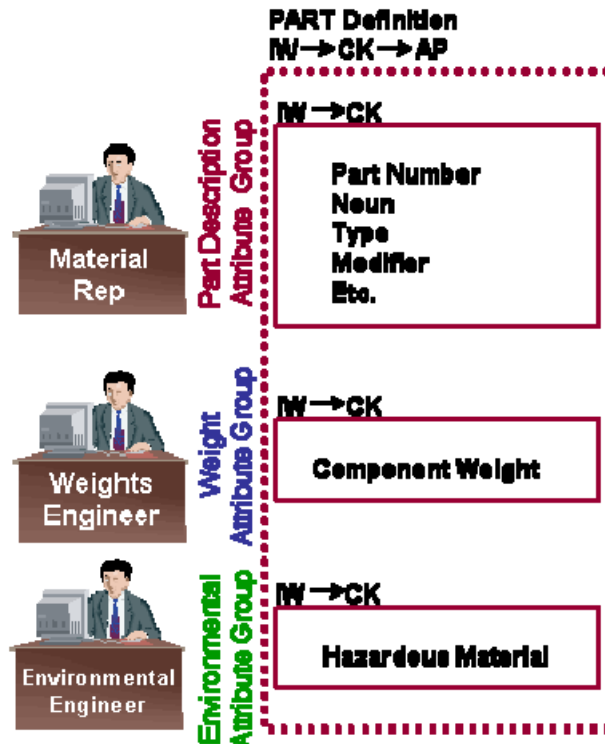 PART Definition
IW→CK→AP
Material
Rep
Part Description
Attribute Group
IW→CK
Part Number
Noun
Type
Modifier
Etc.
Weights
Engineer
Weight
Attribute Group
IW→CK
Component Weight
Environmental
Engineer
Environmental
Attribute Group
IW→CK
Hazardous Material